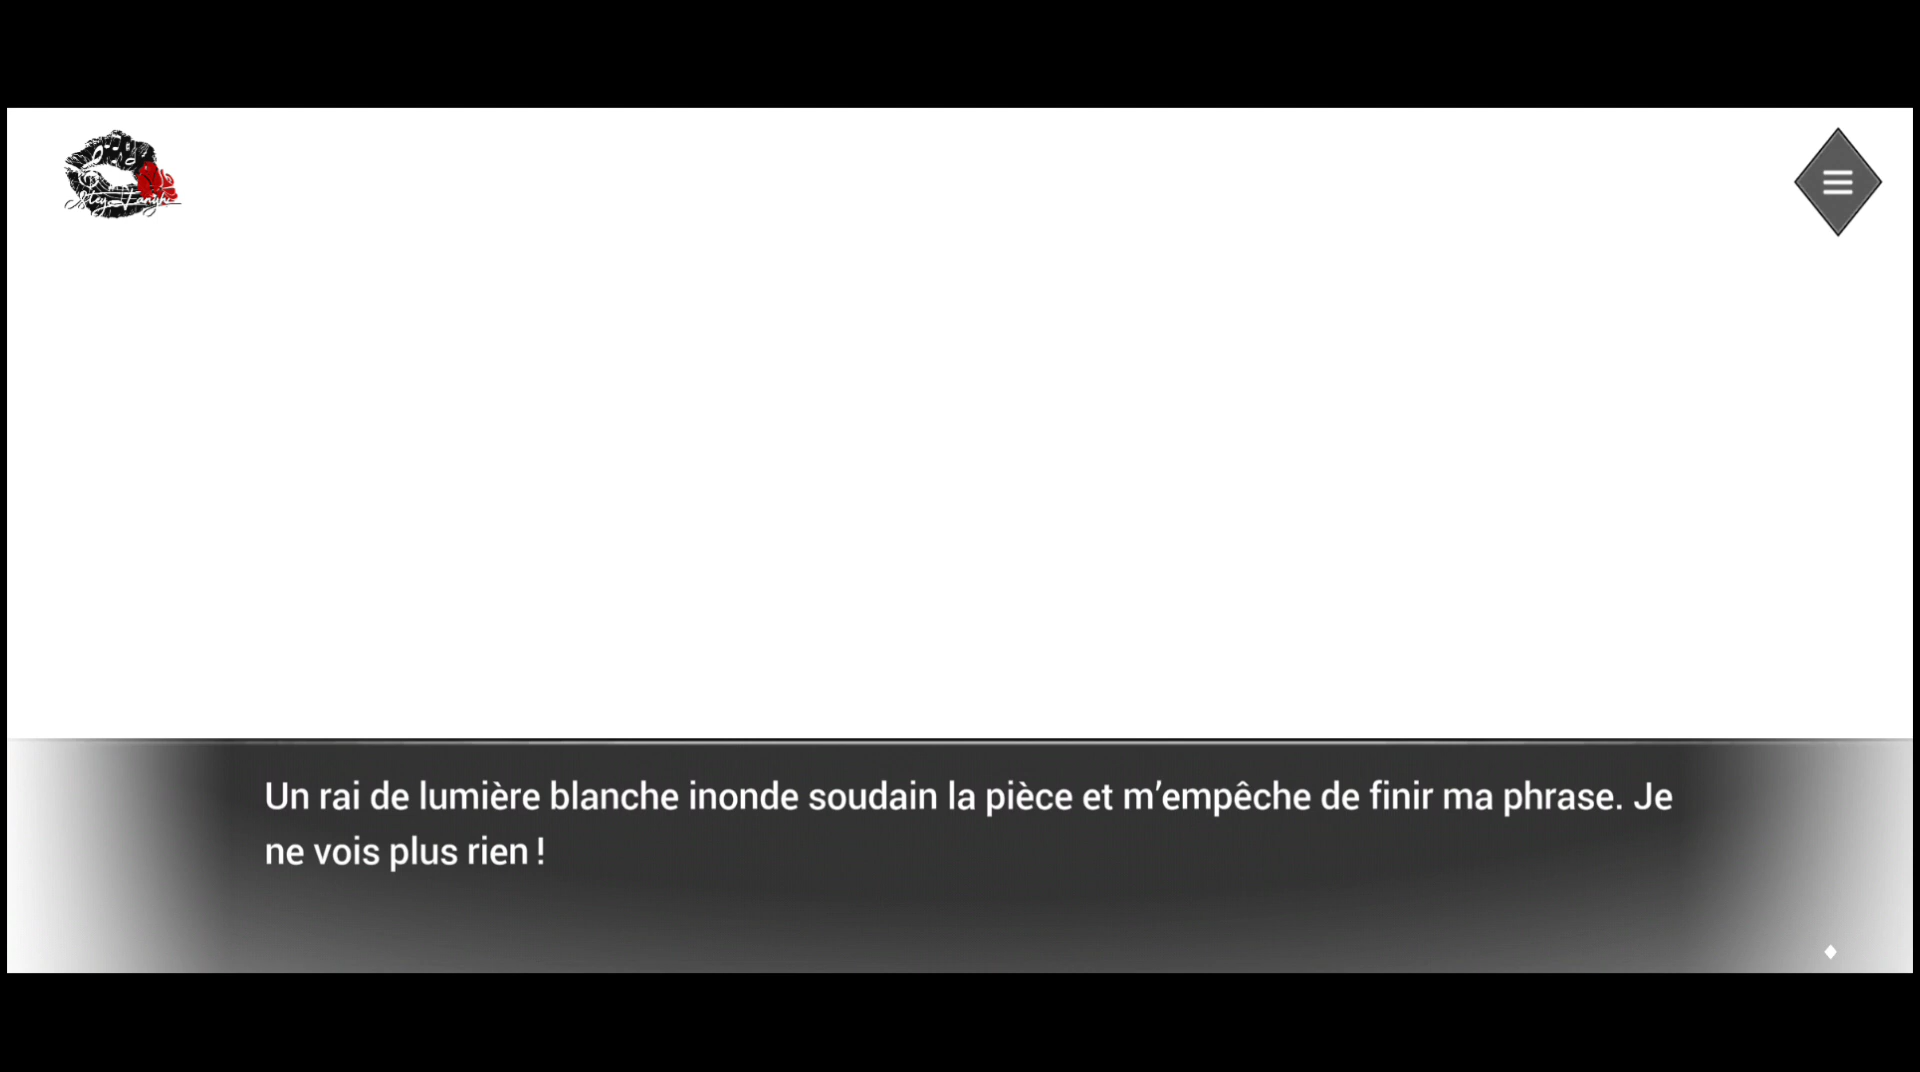 Un rai de lumière blanche inonde soudain la pièce et m’empêche de finir ma phrase. Je
ne vois plus rien !